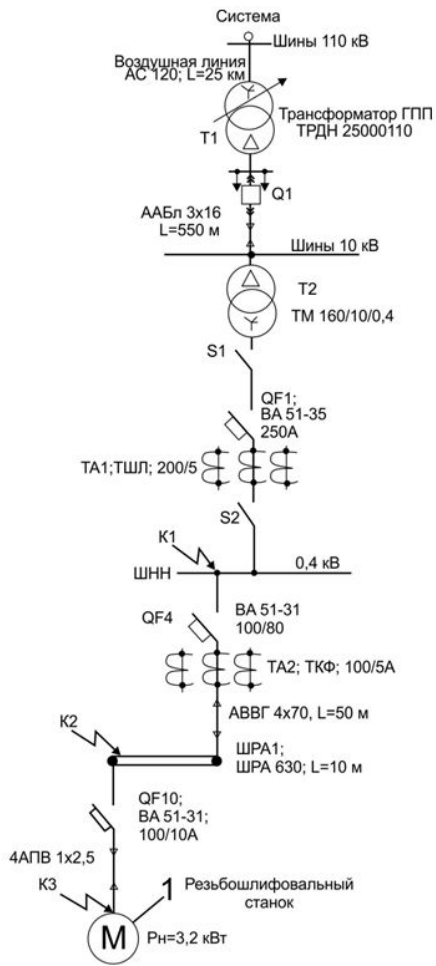 Система
Шины 110 кВ
Воздушная линия
АС 120; L=25 км
Трансформатор ГПП
ТРДН 25000110
Т1
Q1
ААБл 3х16
L=550 м
Шины 10 кВ
Т2
ТМ 160/10/0,4
S1
QF1;
ВА 51-35
250А
ТА1;ТШЛ; 200/5
S2
К1
0,4 кВ
ШНН
QF4
ВА 51-31
100/80
ТА2; ТКФ; 100/5А
АВВГ 4х70, L=50 м
К2
ШРА1;
ШРА 630; L=10 м
QF10;
ВА 51-31;
100/10А
4АПВ 1х2,5
К3
1 Резьбошлифовальный
станок
М
Рн=3,2 кВт